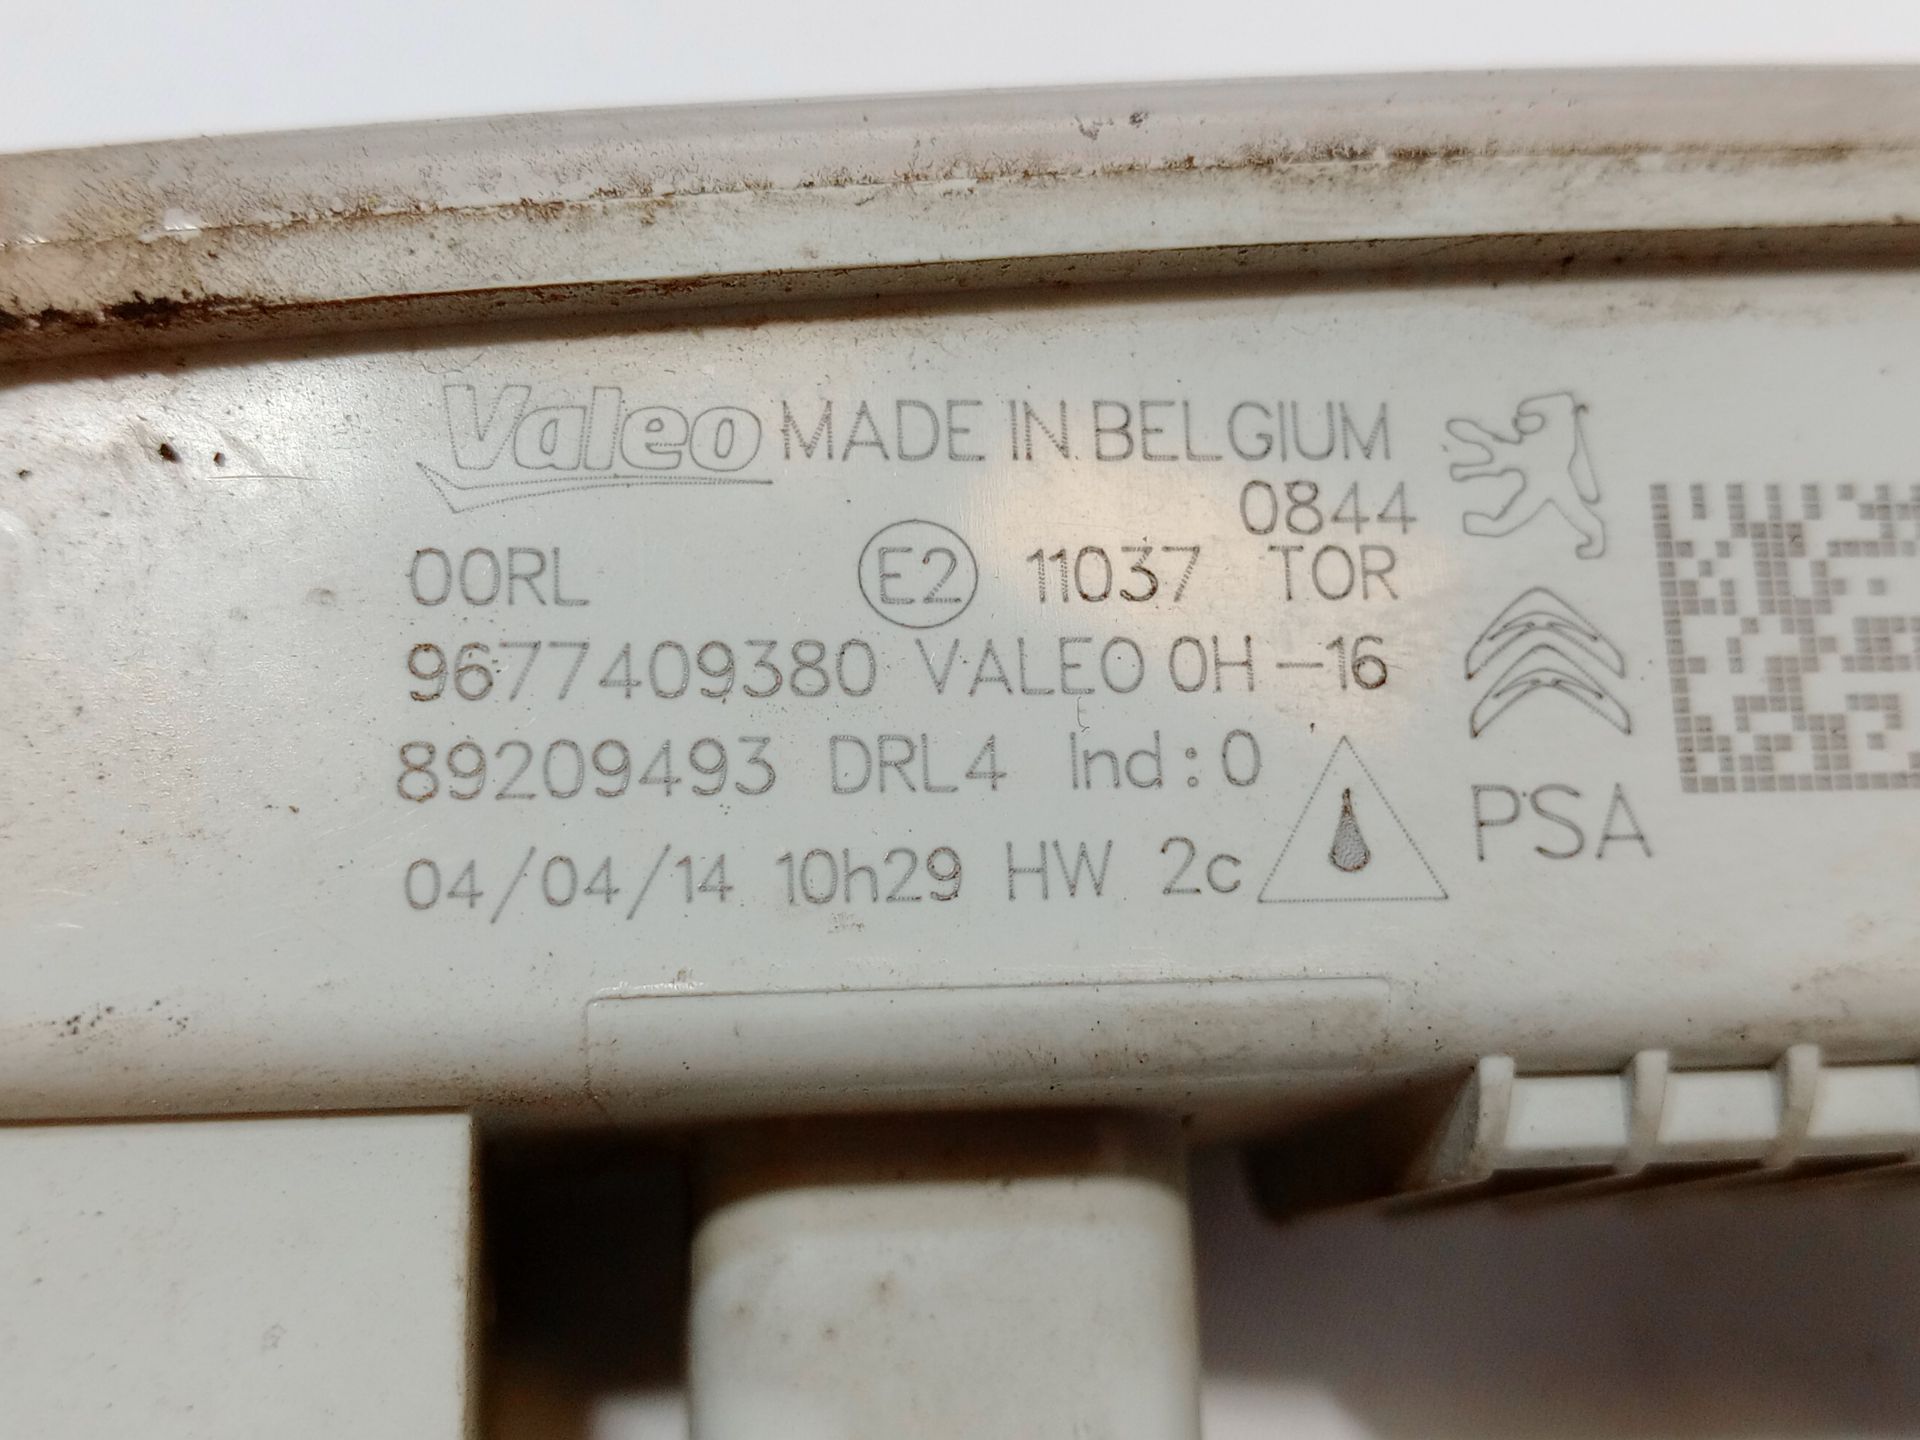 Valeo MADE IN BELGIUM
0844
00RL E2 11037 TOR
9677409380 VALEO 0H-16
89209493 DRL4 Ind:0
04/04/14 10h29 HW 2c
PSA